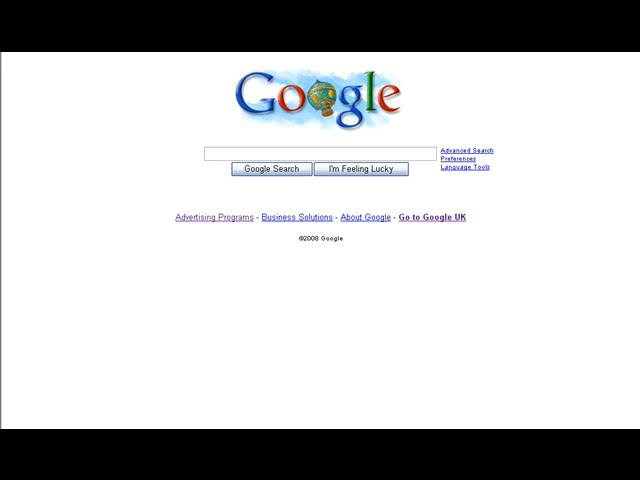 Google
Advanced Search
Preferences
Language Tools
Google Search I'm Feeling Lucky
Advertising Programs - Business Solutions - About Google - Go to Google UK
©2008 Google